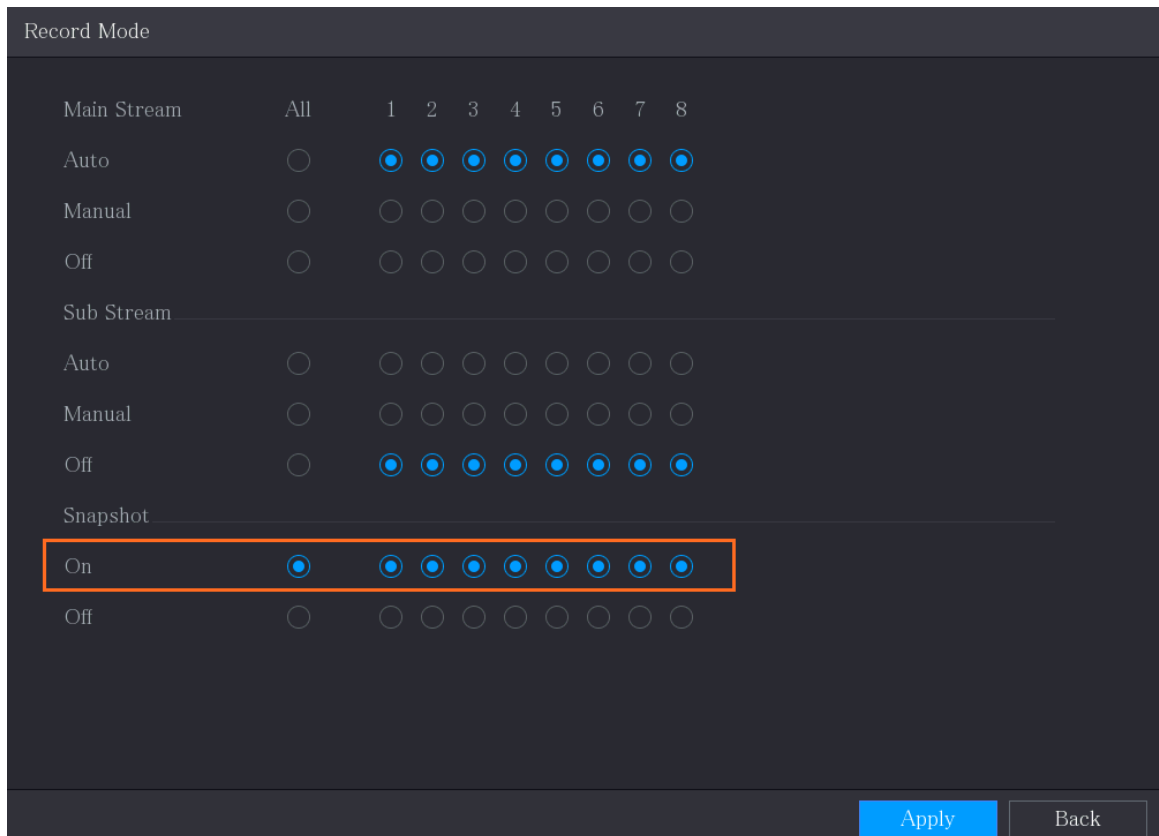 Record Mode
Main Stream All 1 2 3 4 5 6 7 8
Auto
Manual
Off
Sub Stream
Auto
Manual
Off
Snapshot
On
Off
Apply Back